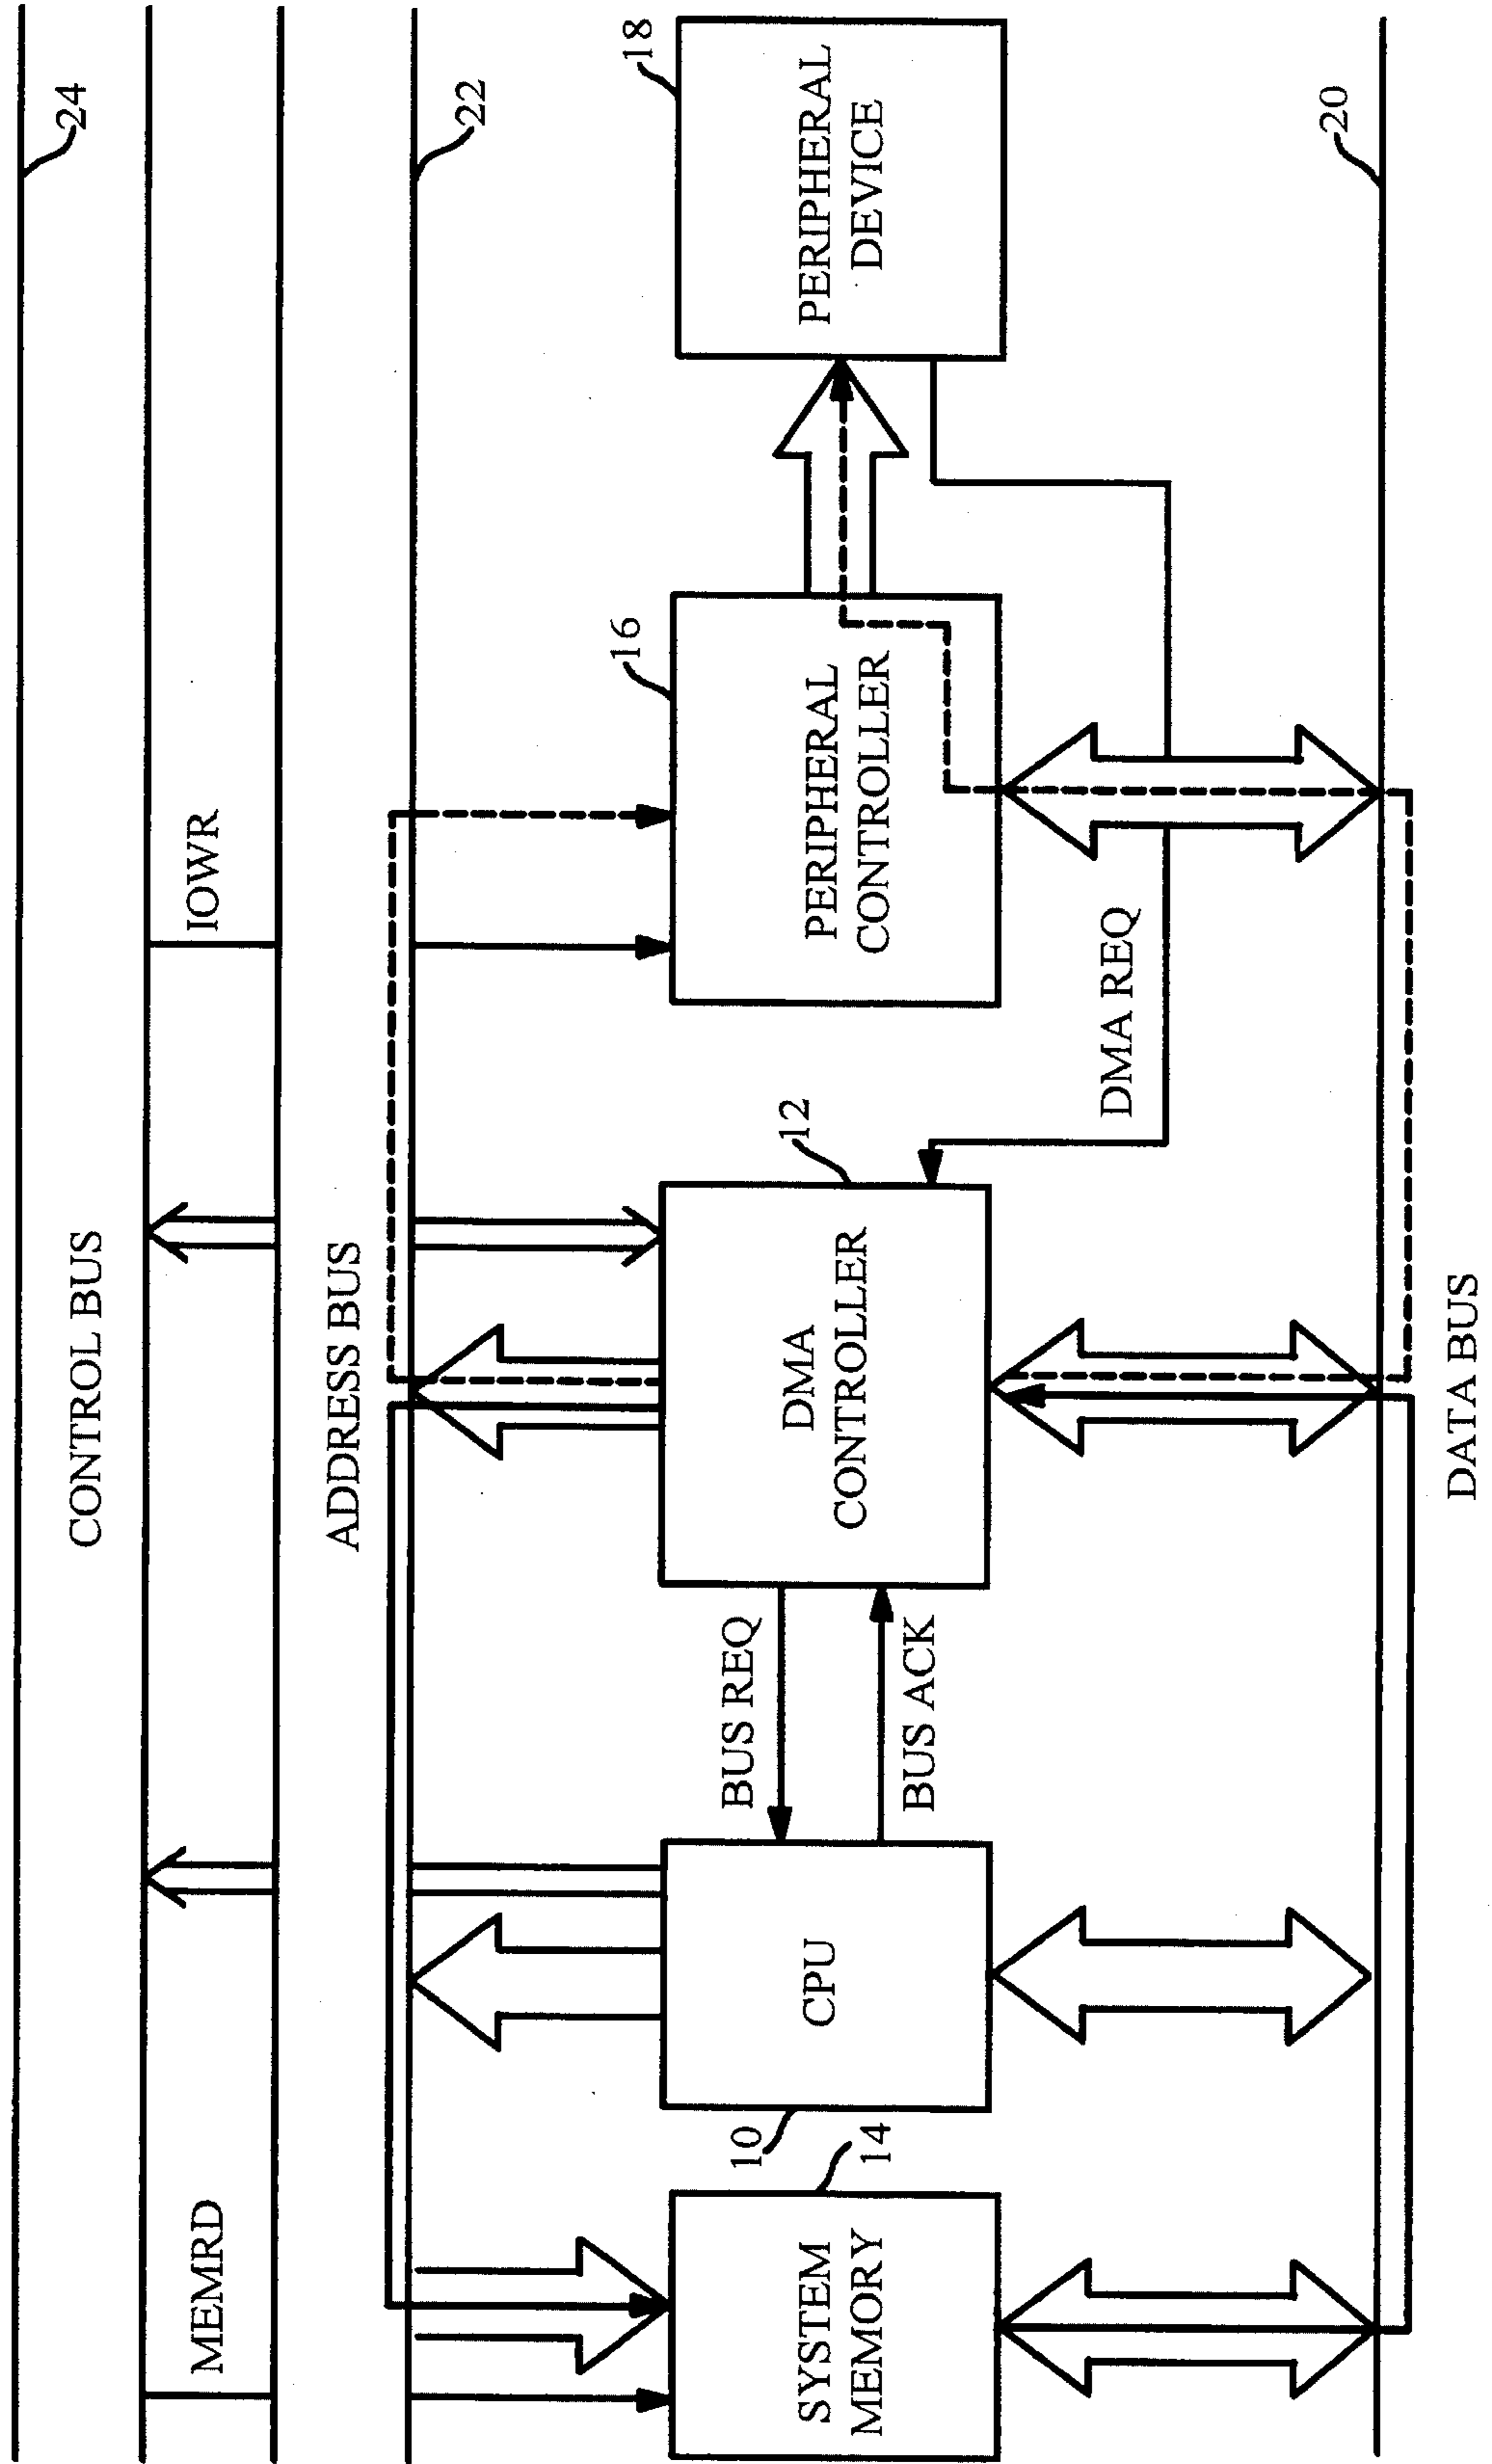 24
CONTROL BUS
MEMRD
IOWR
ADDRESS BUS
22
SYSTEM
MEMORY
14
10
CPU
BUS REQ
BUS ACK
DMA
CONTROLLER
12
DMA REQ
PERIPHERAL
CONTROLLER
16
PERIPHERAL
DEVICE
18
20
DATA BUS